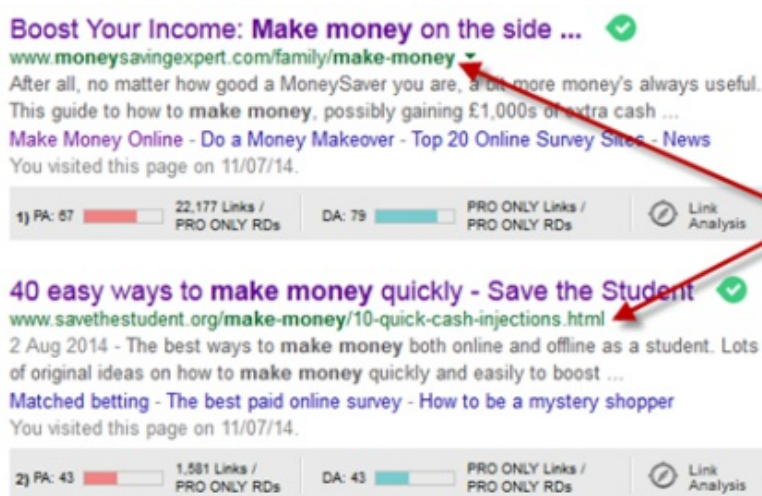 Boost Your Income: Make money on the side ...
www.moneysavingexpert.com/family/make-money
After all, no matter how good a MoneySaver you are, a bit more money's always useful.
This guide to how to make money, possibly gaining £1,000s of extra cash ...
Make Money Online - Do a Money Makeover - Top 20 Online Survey Sites - News
You visited this page on 11/07/14.
1) PA: 67 22,177 Links / PRO ONLY RDs DA: 79 PRO ONLY Links / PRO ONLY RDs Link Analysis
40 easy ways to make money quickly - Save the Student
www.savethestudent.org/make-money/10-quick-cash-injections.html
2 Aug 2014 - The best ways to make money both online and offline as a student. Lots
of original ideas on how to make money quickly and easily to boost ...
Matched betting - The best paid online survey - How to be a mystery shopper
You visited this page on 11/07/14.
2) PA: 43 1,581 Links / PRO ONLY RDs DA: 43 PRO ONLY Links / PRO ONLY RDs Link Analysis